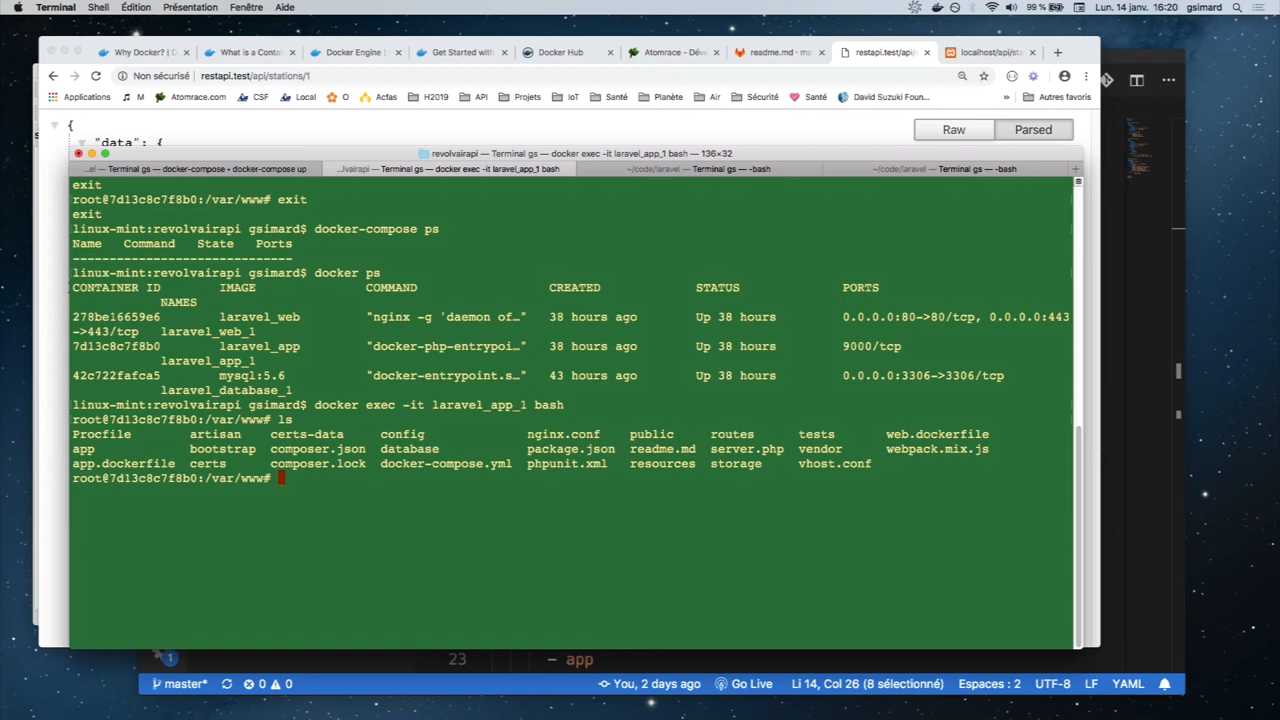 Terminal Shell Édition Présentation Fenêtre Aide 99 % Lun. 14 janv. 16:20 gsimard
Why Docker? | D What is a Conta Docker Engine | Get Started with Docker Hub Atomrace - Déve readme.md - ma restapi.test/api/ localhost/api/sta
Non sécurisé restapi.test/api/stations/1
Applications M Atomrace.com CSF Local O Acfas H2019 API Projets IoT Santé Planète Air Sécurité Santé David Suzuki Foun... » Autres favoris
{
Raw Parsed
"data": {
revolvairapi — Terminal gs — docker exec -it laravel_app_1 bash — 136×32
...el — Terminal gs — docker-compose ‹ docker-compose up ...lvairapi — Terminal gs — docker exec -it laravel_app_1 bash ~/code/laravel — Terminal gs — -bash ~/code/laravel — Terminal gs — -bash +
exit
root@7d13c8c7f8b0:/var/www# exit
exit
linux-mint:revolvairapi gsimard$ docker-compose ps
Name Command State Ports
------------------------------
linux-mint:revolvairapi gsimard$ docker ps
CONTAINER ID IMAGE COMMAND CREATED STATUS PORTS
NAMES
278be16659e6 laravel_web "nginx -g 'daemon of…" 38 hours ago Up 38 hours 0.0.0.0:80->80/tcp, 0.0.0.0:443
->443/tcp laravel_web_1
7d13c8c7f8b0 laravel_app "docker-php-entrypoi…" 38 hours ago Up 38 hours 9000/tcp
laravel_app_1
42c722fafca5 mysql:5.6 "docker-entrypoint.s…" 43 hours ago Up 38 hours 0.0.0.0:3306->3306/tcp
laravel_database_1
linux-mint:revolvairapi gsimard$ docker exec -it laravel_app_1 bash
root@7d13c8c7f8b0:/var/www# ls
Procfile artisan certs-data config nginx.conf public routes tests web.dockerfile
app bootstrap composer.json database package.json readme.md server.php vendor webpack.mix.js
app.dockerfile certs composer.lock docker-compose.yml phpunit.xml resources storage vhost.conf
root@7d13c8c7f8b0:/var/www#
1 23 - app
master* 0 0 You, 2 days ago Go Live Li 14, Col 26 (8 sélectionné) Espaces : 2 UTF-8 LF YAML